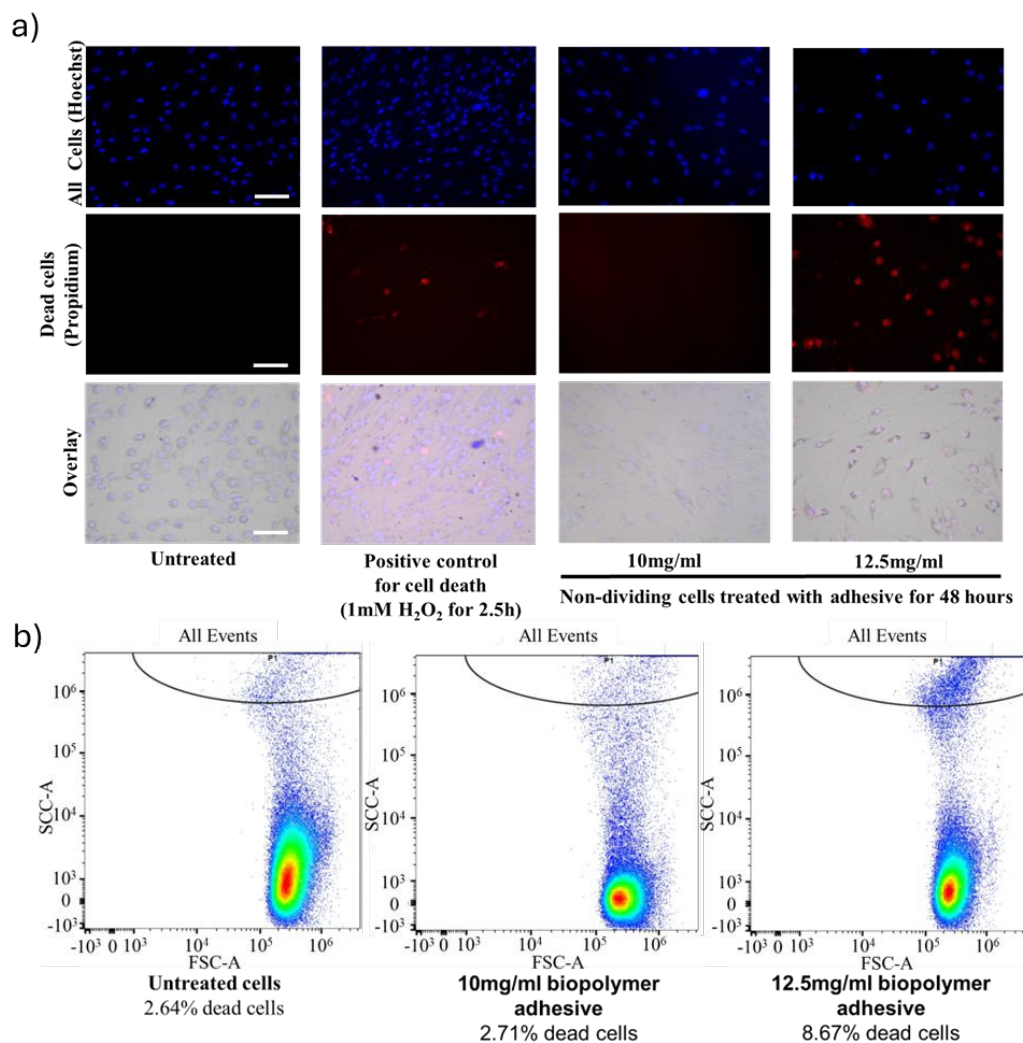 a)
All Cells (Hoechst)
Dead cells
(Propidium)
Overlay
Untreated
Positive control
for cell death
(1mM H₂O₂ for 2.5h)
10mg/ml
12.5mg/ml
Non-dividing cells treated with adhesive for 48 hours
b)
All Events
P1
10⁶
10⁵
10⁴
10³
0
-10³
SCC-A
-10³ 0 10³ 10⁴ 10⁵ 10⁶
FSC-A
Untreated cells
2.64% dead cells
All Events
P1
10⁶
10⁵
10⁴
10³
0
-10³
SCC-A
-10³ 0 10³ 10⁴ 10⁵ 10⁶
FSC-A
10mg/ml biopolymer
adhesive
2.71% dead cells
All Events
P1
10⁶
10⁵
10⁴
10³
0
-10³
SCC-A
-10³ 0 10³ 10⁴ 10⁵ 10⁶
FSC-A
12.5mg/ml biopolymer
adhesive
8.67% dead cells